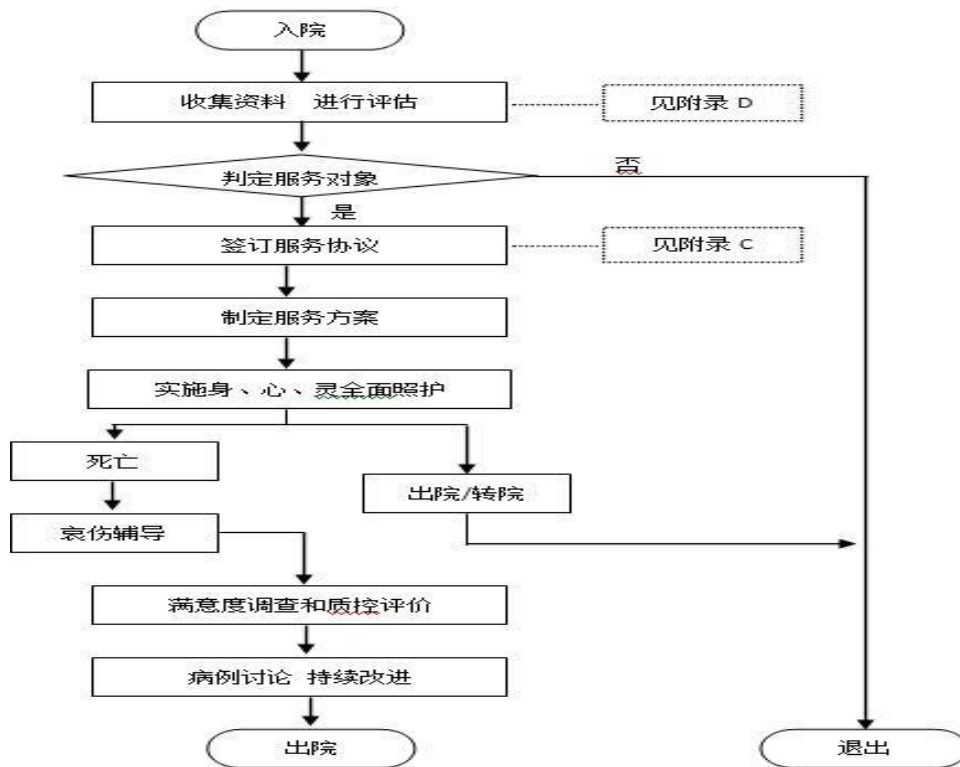 入院
收集资料 进行评估
见附录 D
判定服务对象
否
是
签订服务协议
见附录 C
制定服务方案
实施身、心、灵全面照护
死亡
出院/转院
哀伤辅导
满意度调查和质控评价
病例讨论 持续改进
出院
退出